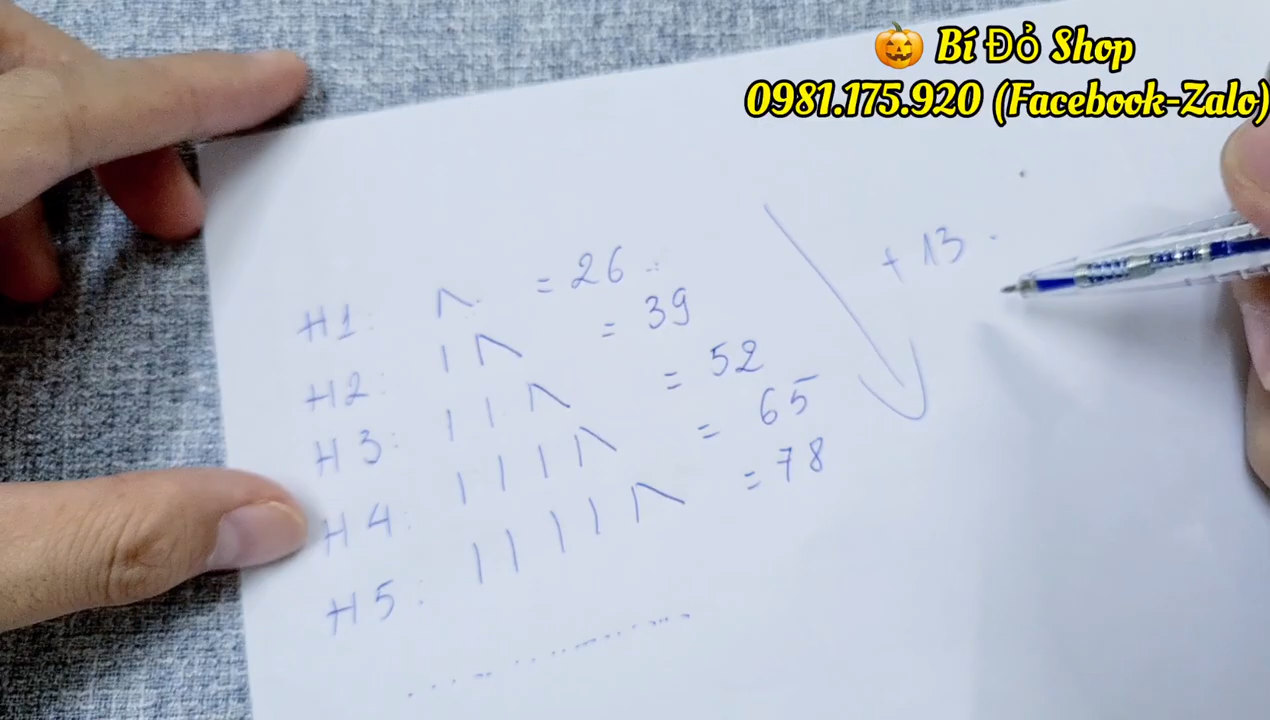 🎃 Bí Đỏ Shop
0981.175.920 (Facebook-Zalo)
H1: Λ = 26
H2: I Λ = 39
H3: I I Λ = 52
H4: I I I Λ = 65
H5: I I I I Λ = 78
+ 13